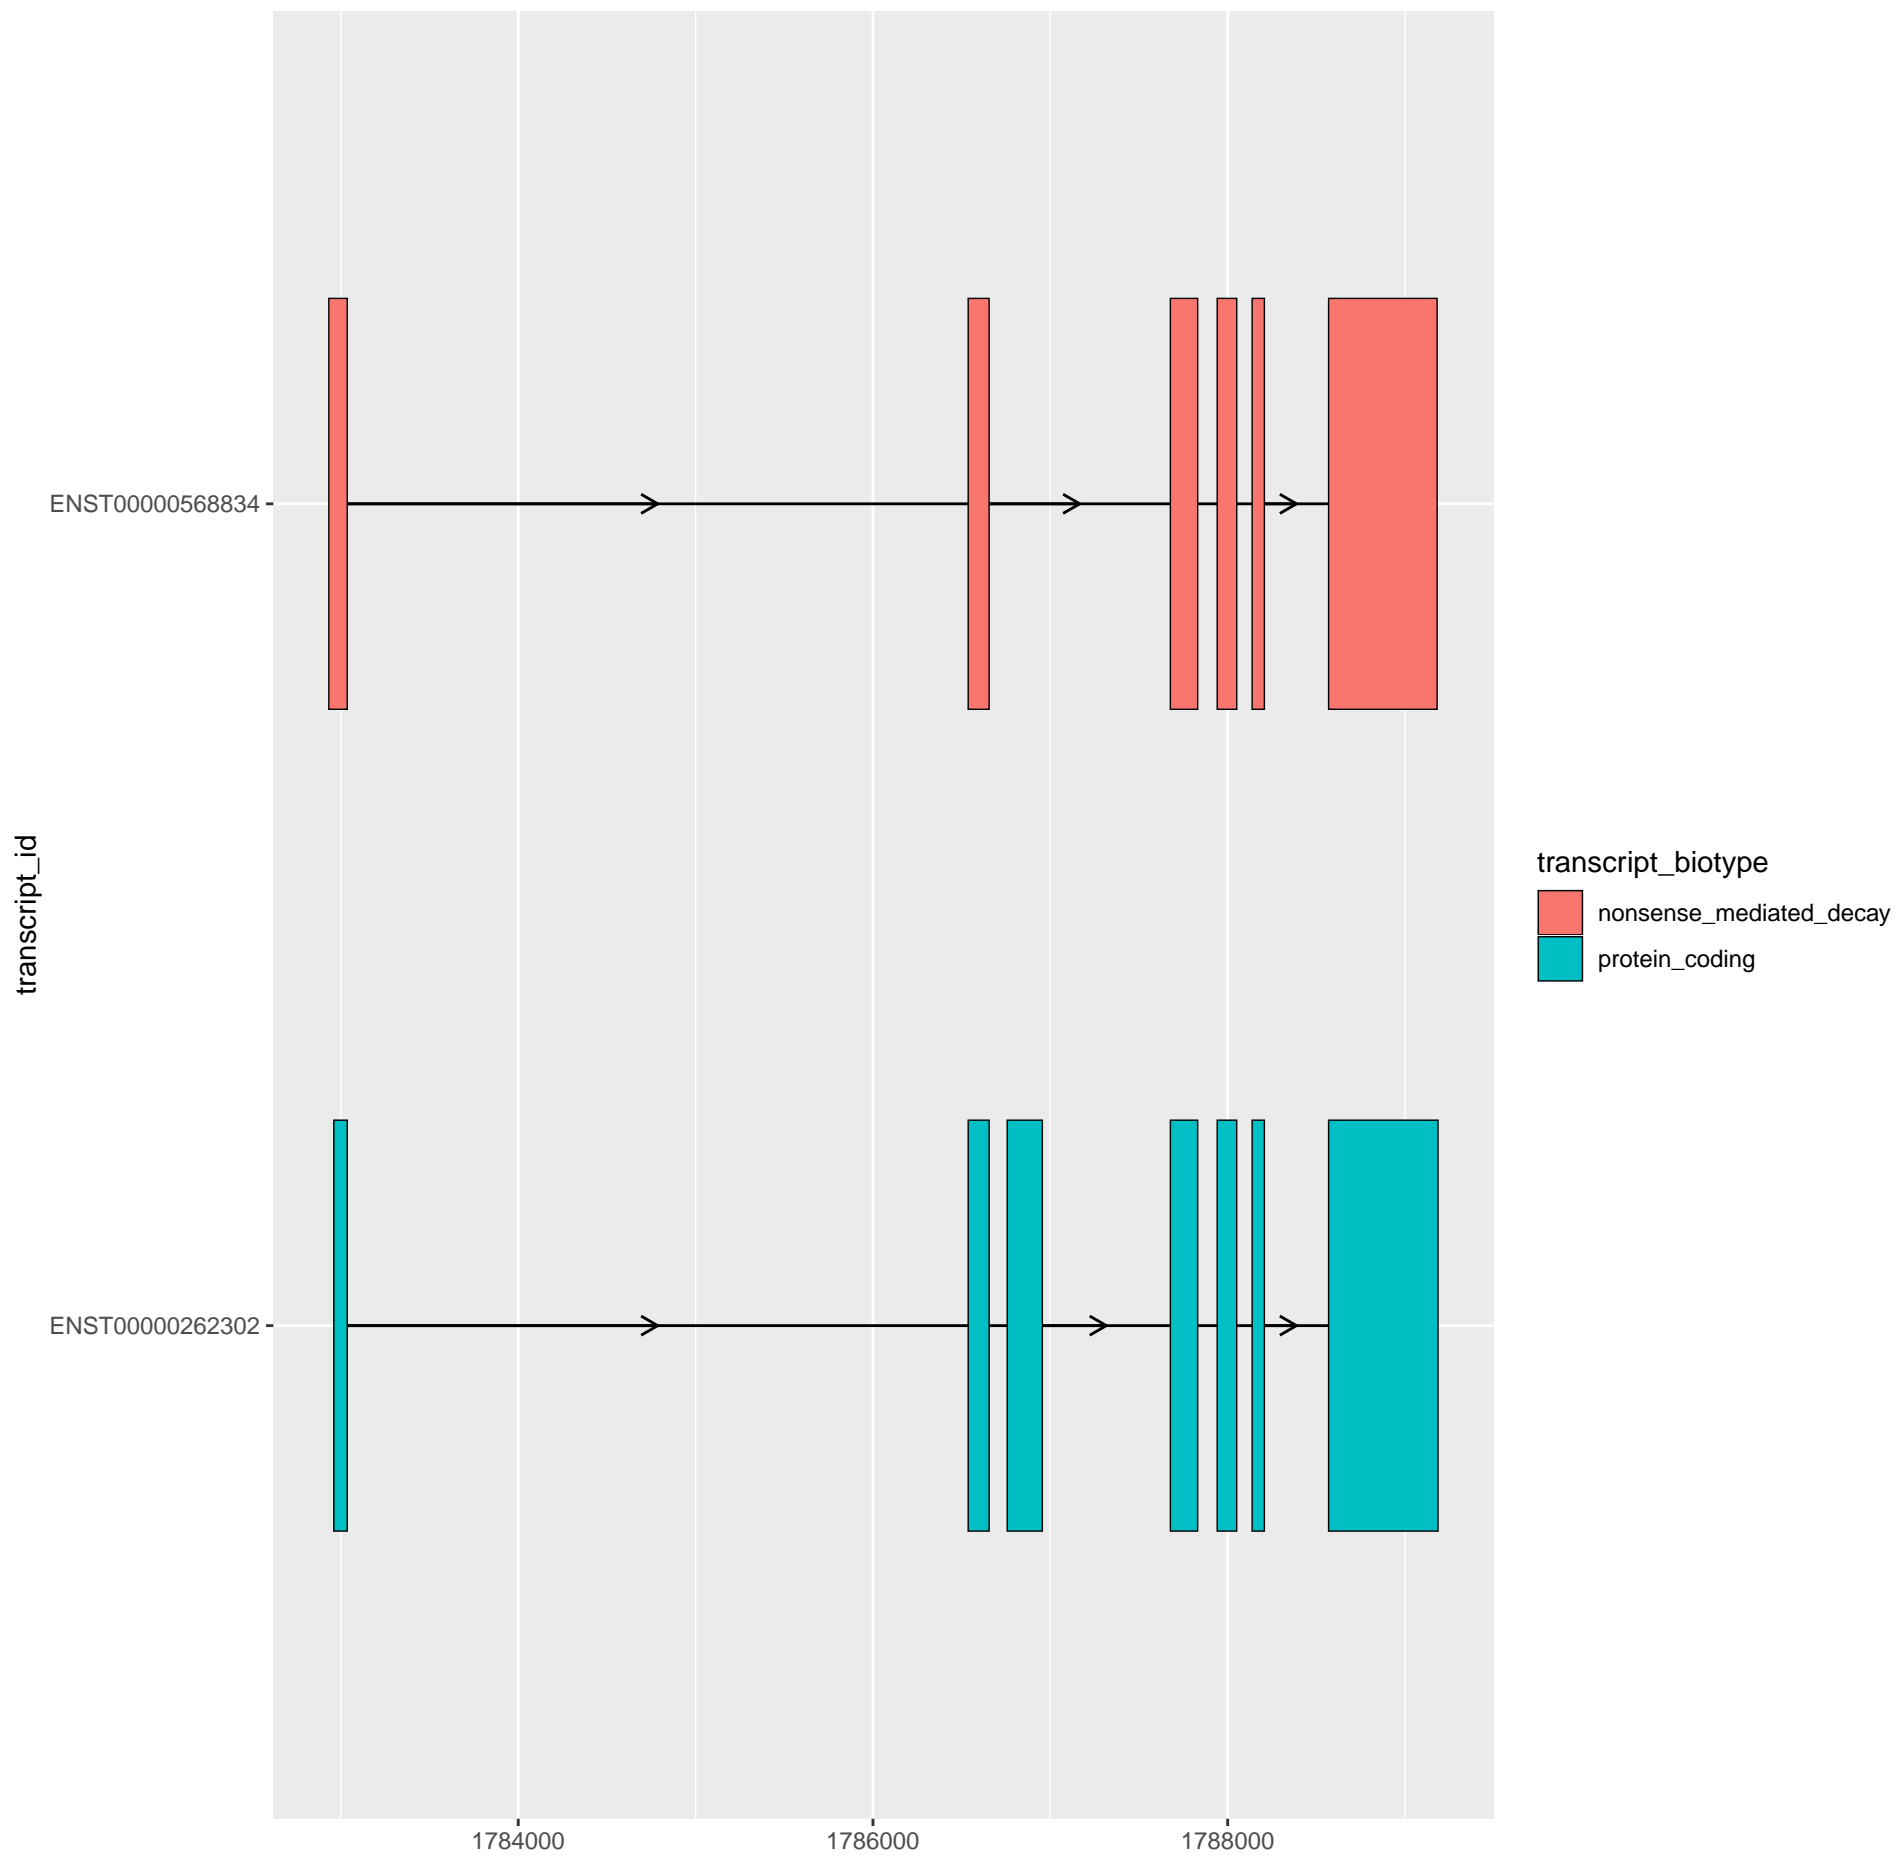 transcript_id
ENST00000568834
ENST00000262302
1784000
1786000
1788000
transcript_biotype
nonsense_mediated_decay
protein_coding